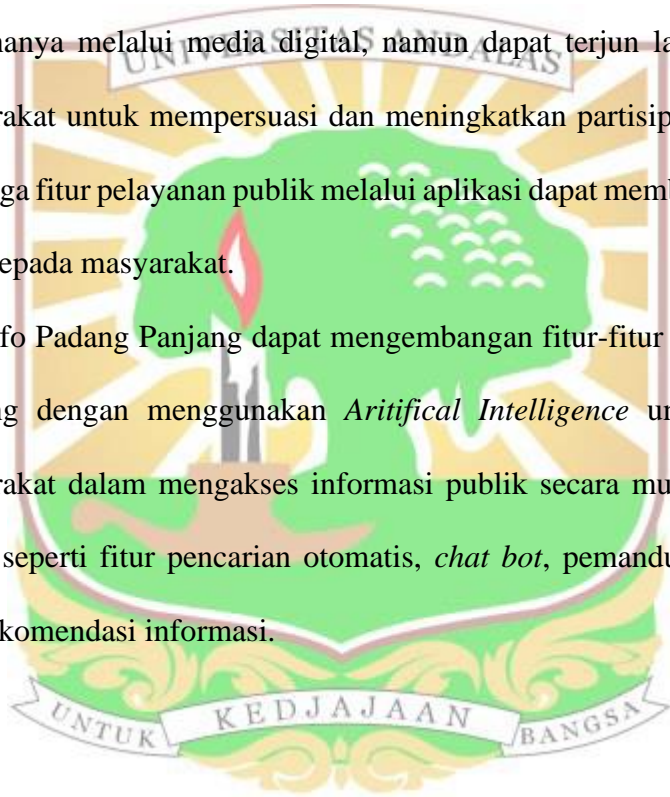 UNIVERSITAS ANDALAS
hanya melalui media digital, namun dapat terjun la
rakat untuk mempersuasi dan meningkatkan partisip
ga fitur pelayanan publik melalui aplikasi dapat memb
epada masyarakat.
fo Padang Panjang dapat mengembangan fitur-fitur
ng dengan menggunakan Aritifical Intelligence un
rakat dalam mengakses informasi publik secara mu
seperti fitur pencarian otomatis, chat bot, pemandu
komendasi informasi.
UNTUK KEDJAJAAN BANGSA